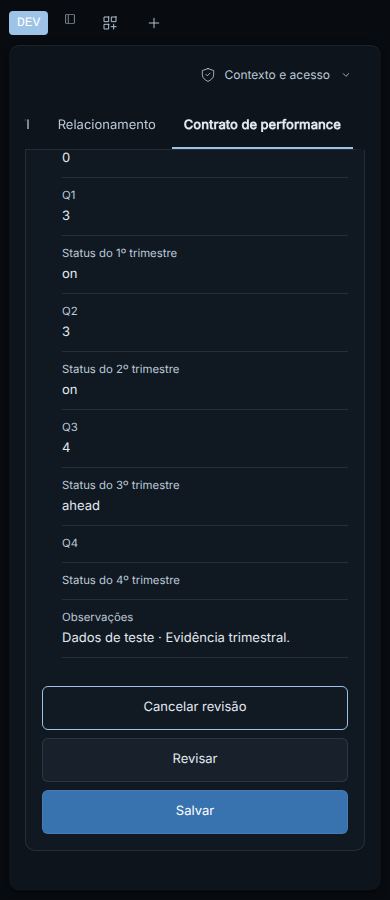 DEV
Contexto e acesso
Relacionamento
Contrato de performance
0
Q1
3
Status do 1º trimestre
on
Q2
3
Status do 2º trimestre
on
Q3
4
Status do 3º trimestre
ahead
Q4
Status do 4º trimestre
Observações
Dados de teste · Evidência trimestral.
Cancelar revisão
Revisar
Salvar